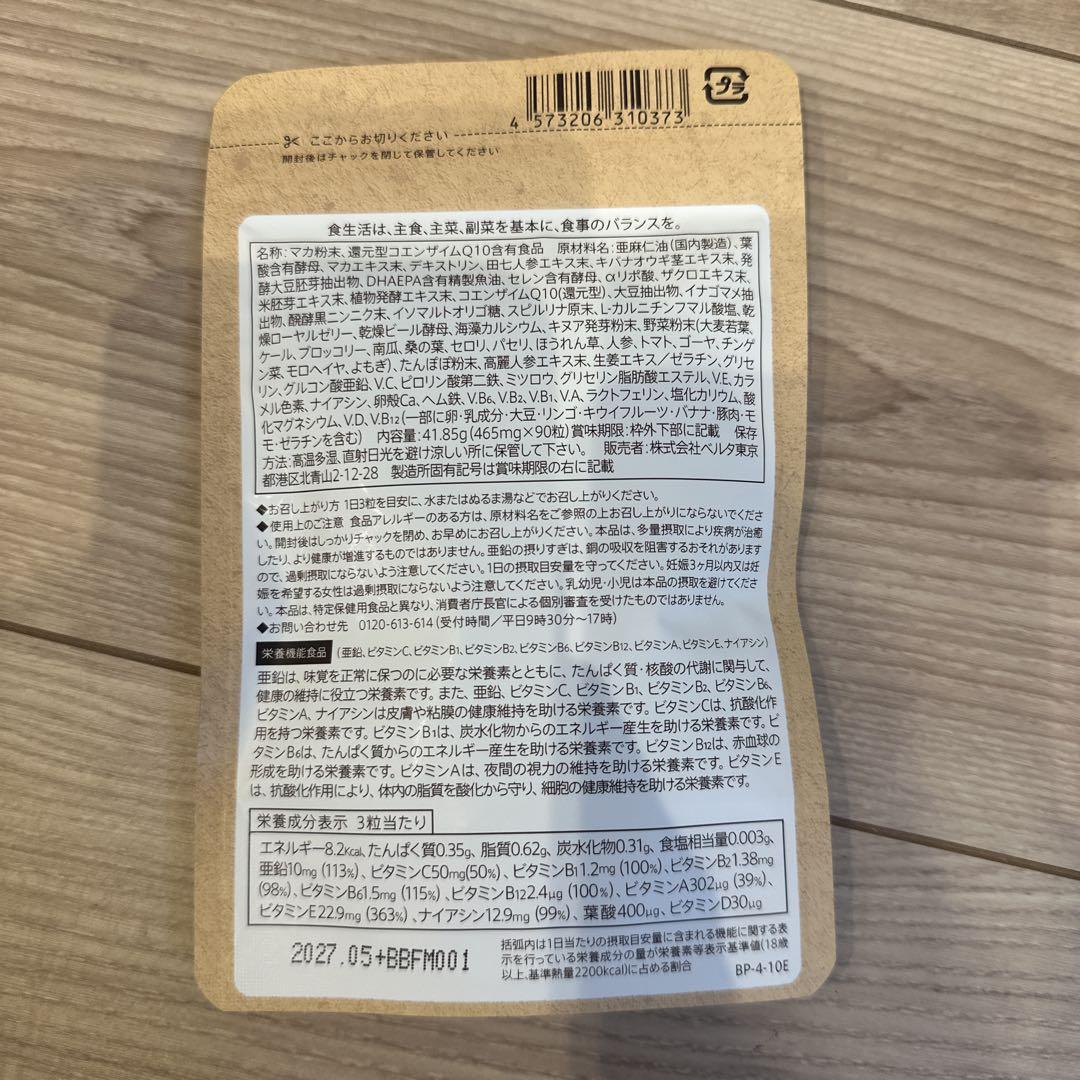 4 573206 310373
プラ
ここからお切りください
開封後はチャックを閉じて保管してください
食生活は、主食、主菜、副菜を基本に、食事のバランスを。
名称:マカ粉末、還元型コエンザイムQ10含有食品 原材料名:亜麻仁油(国内製造)、葉
酸含有酵母、マカエキス末、デキストリン、田七人参エキス末、キバナオウギ茎エキス末、発
酵大豆胚芽抽出物、DHAEPA含有精製魚油、セレン含有酵母、αリポ酸、ザクロエキス末、
米胚芽エキス末、植物発酵エキス末、コエンザイムQ10(還元型)、大豆抽出物、イナゴマメ抽
出物、醗酵黒ニンニク末、イソマルトオリゴ糖、スピルリナ原末、L-カルニチンフマル酸塩、乾
燥ローヤルゼリー、乾燥ビール酵母、海藻カルシウム、キヌア発芽粉末、野菜粉末(大麦若葉、
ケール、ブロッコリー、南瓜、桑の葉、セロリ、パセリ、ほうれん草、人参、トマト、ゴーヤ、チンゲ
ン菜、モロヘイヤ、よもぎ)、たんぽぽ粉末、高麗人参エキス末、生姜エキス/ゼラチン、グリセ
リン、グルコン酸亜鉛、V.C、ピロリン酸第二鉄、ミツロウ、グリセリン脂肪酸エステル、V.E、カラ
メル色素、ナイアシン、卵殻Ca、ヘム鉄、V.B6、V.B2、V.B1、V.A、ラクトフェリン、塩化カリウム、酸
化マグネシウム、V.D、V.B12(一部に卵・乳成分・大豆・リンゴ・キウイフルーツ・バナナ・豚肉・モ
モ・ゼラチンを含む) 内容量:41.85g(465mg×90粒)賞味期限:枠外下部に記載 保存
方法:高温多湿、直射日光を避け涼しい所に保管して下さい。 販売者:株式会社ベルタ東京
都港区北青山2-12-28 製造所固有記号は賞味期限の右に記載
◆お召し上がり方 1日3粒を目安に、水またはぬるま湯などでお召し上がりください。
◆使用上のご注意 食品アレルギーのある方は、原材料名をご参照の上お召し上がりにならないでくださ
い。開封後はしっかりチャックを閉め、お早めにお召し上がりください。本品は、多量摂取により疾病が治癒
したり、より健康が増進するものではありません。亜鉛の摂りすぎは、銅の吸収を阻害するおそれがあります
ので、過剰摂取にならないよう注意してください。1日の摂取目安量を守ってください。妊娠3ヶ月以内又は妊
娠を希望する女性は過剰摂取にならないよう注意してください。乳幼児・小児は本品の摂取を避けてくださ
い。本品は、特定保健用食品と異なり、消費者庁長官による個別審査を受けたものではありません。
◆お問い合わせ先 0120-613-614(受付時間/平日9時30分〜17時)
栄養機能食品 (亜鉛、ビタミンC、ビタミンB1、ビタミンB2、ビタミンB6、ビタミンB12、ビタミンA、ビタミンE、ナイアシン)
亜鉛は、味覚を正常に保つのに必要な栄養素とともに、たんぱく質・核酸の代謝に関与して、
健康の維持に役立つ栄養素です。また、亜鉛、ビタミンC、ビタミンB1、ビタミンB2、ビタミンB6、
ビタミンA、ナイアシンは皮膚や粘膜の健康維持を助ける栄養素です。ビタミンCは、抗酸化作
用を持つ栄養素です。ビタミンB1は、炭水化物からのエネルギー産生を助ける栄養素です。ビ
タミンB6は、たんぱく質からのエネルギー産生を助ける栄養素です。ビタミンB12は、赤血球の
形成を助ける栄養素です。ビタミンAは、夜間の視力の維持を助ける栄養素です。ビタミンE
は、抗酸化作用により、体内の脂質を酸化から守り、細胞の健康維持を助ける栄養素です。
栄養成分表示 3粒当たり
エネルギー8.2Kcal、たんぱく質0.35g、脂質0.62g、炭水化物0.31g、食塩相当量0.003g、
亜鉛10mg(113%)、ビタミンC50mg(50%)、ビタミンB11.2mg(100%)、ビタミンB21.38mg
(98%)、ビタミンB61.5mg(115%)、ビタミンB122.4μg(100%)、ビタミンA302μg(39%)、
ビタミンE22.9mg(363%)、ナイアシン12.9mg(99%)、葉酸400μg、ビタミンD30μg
2027.05+BBFM001
括弧内は1日当たりの摂取目安量に含まれる機能に関する表
示を行っている栄養成分の量が栄養素等表示基準値(18歳
以上、基準熱量2200kcal)に占める割合
BP-4-10E